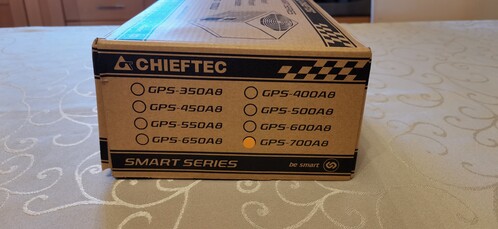 CHIEFTEC
GPS-350A8 GPS-400A8
GPS-450A8 GPS-500A8
GPS-550A8 GPS-600A8
GPS-650A8 GPS-700A8
SMART SERIES be smart